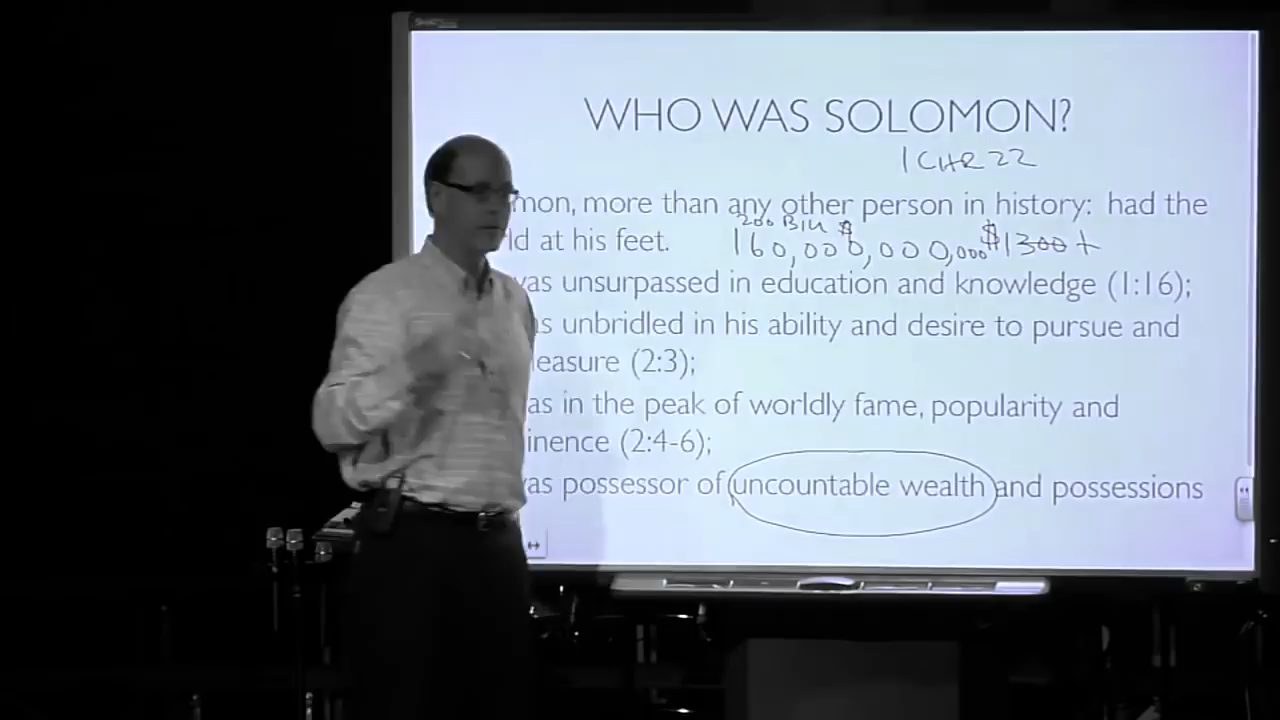 WHO WAS SOLOMON?
1 CHR 22
mon, more than any other person in history: had the
200 BILL $
ld at his feet. 160,000,000,000 $1300+
was unsurpassed in education and knowledge (1:16);
as unbridled in his ability and desire to pursue and
leasure (2:3);
as in the peak of worldly fame, popularity and
inence (2:4-6);
was possessor of uncountable wealth and possessions